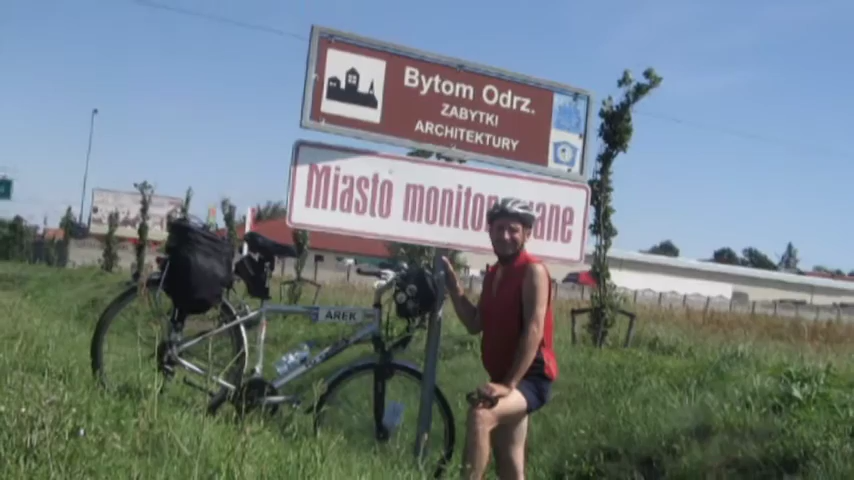 Bytom Odrz.
ZABYTKI
ARCHITEKTURY
Miasto
AREK